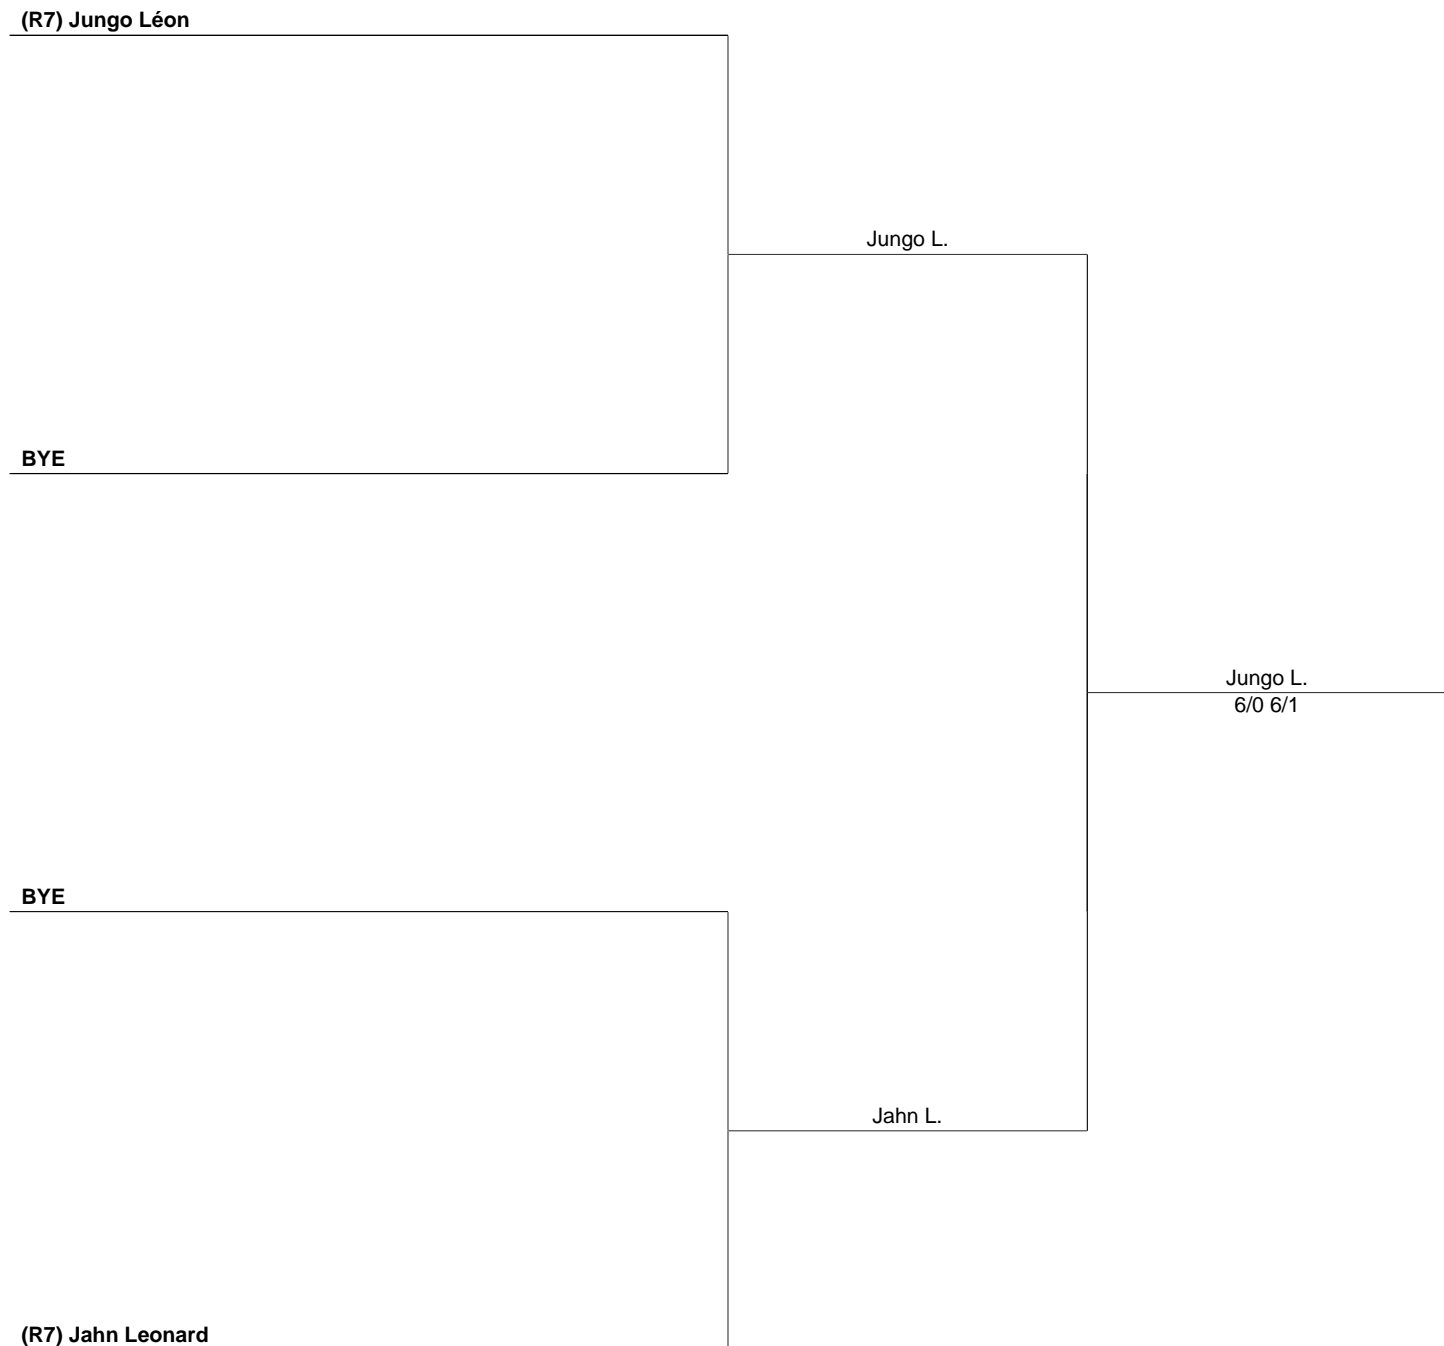 (R7) Jungo Léon
Jungo L.
BYE
Jungo L.
6/0 6/1
BYE
Jahn L.
(R7) Jahn Leonard